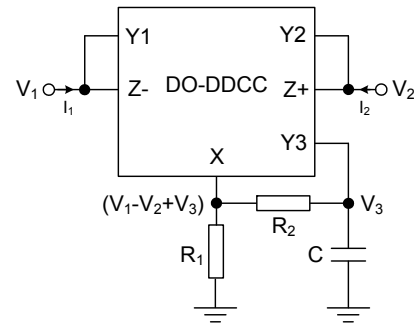 Y1 Y2
V1 I1 Z- DO-DDCC Z+ I2 V2
Y3
X
(V1-V2+V3) R2 V3
R1 C